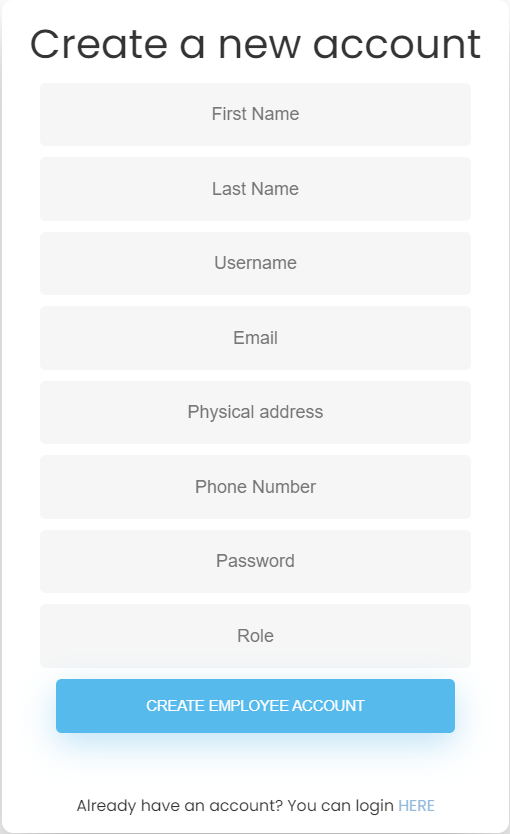 Create a new account
First Name
Last Name
Username
Email
Physical address
Phone Number
Password
Role
CREATE EMPLOYEE ACCOUNT
Already have an account? You can login HERE